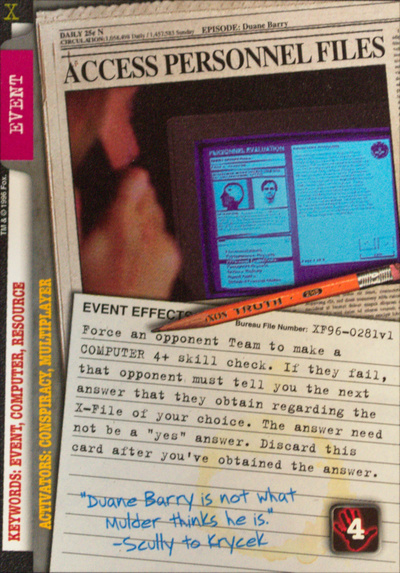 X
DAILY 25¢ N
EPISODE: Duane Barry
CIRCULATION: 1,058,498 Daily / 1,457,583 Sunday
ACCESS PERSONNEL FILES
EVENT
TM & © 1996 Fox.
KEYWORDS: EVENT, COMPUTER, RESOURCE
ACTIVATORS: CONSPIRACY, MULTIPLAYER
PERSONNEL EVALUATION
TRUTH
EVENT EFFECTS
Bureau File Number: XF96-0281v1
Force an opponent Team to make a
COMPUTER 4+ skill check. If they fail,
that opponent must tell you the next
answer that they obtain regarding the
X-File of your choice. The answer need
not be a "yes" answer. Discard this
card after you've obtained the answer.
"Duane Barry is not what
Mulder thinks he is."
-Scully to Krycek
4